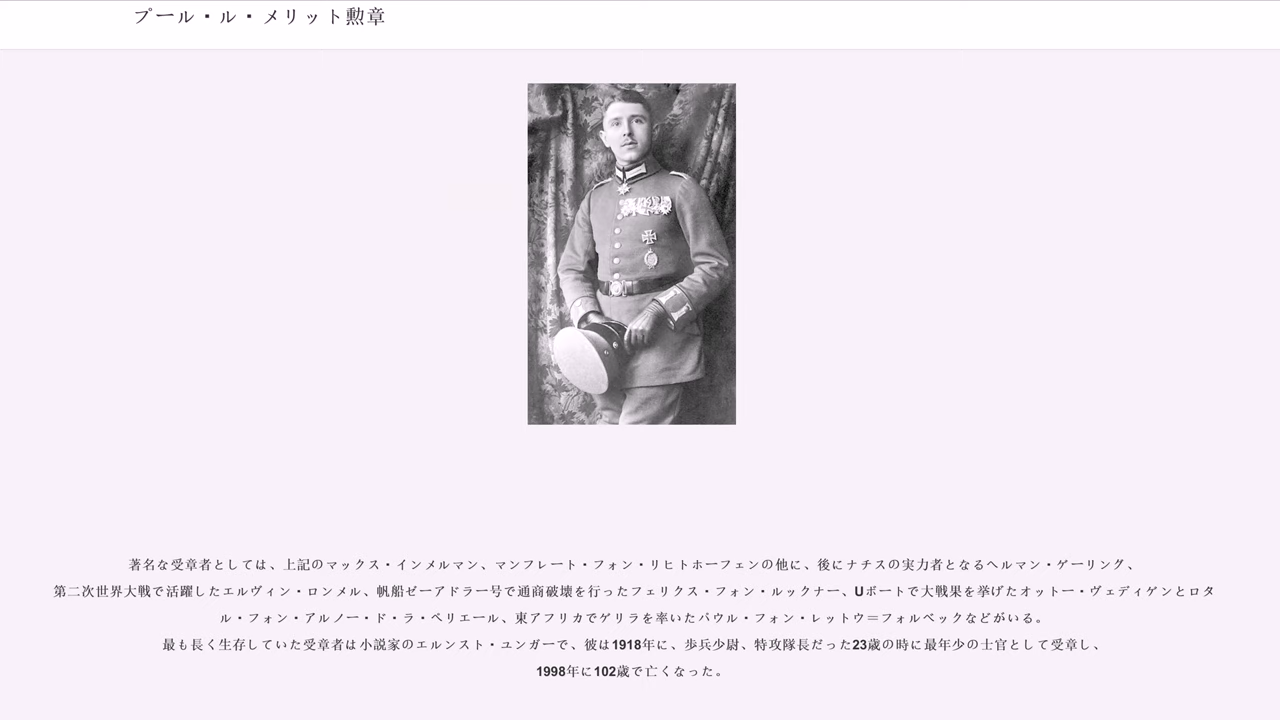 プール・ル・メリット勲章
著名な受章者としては、上記のマックス・インメルマン、マンフレート・フォン・リヒトホーフェンの他に、後にナチスの実力者となるヘルマン・ゲーリング、
第二次世界大戦で活躍したエルヴィン・ロンメル、帆船ゼーアドラー号で通商破壊を行ったフェリクス・フォン・ルックナー、Uボートで大戦果を挙げたオットー・ヴェディゲンとロタ
ル・フォン・アルノー・ド・ラ・ペリエール、東アフリカでゲリラを率いたパウル・フォン・レットウ＝フォルベックなどがいる。
最も長く生存していた受章者は小説家のエルンスト・ユンガーで、彼は1918年に、歩兵少尉、特攻隊長だった23歳の時に最年少の士官として受章し、
1998年に102歳で亡くなった。